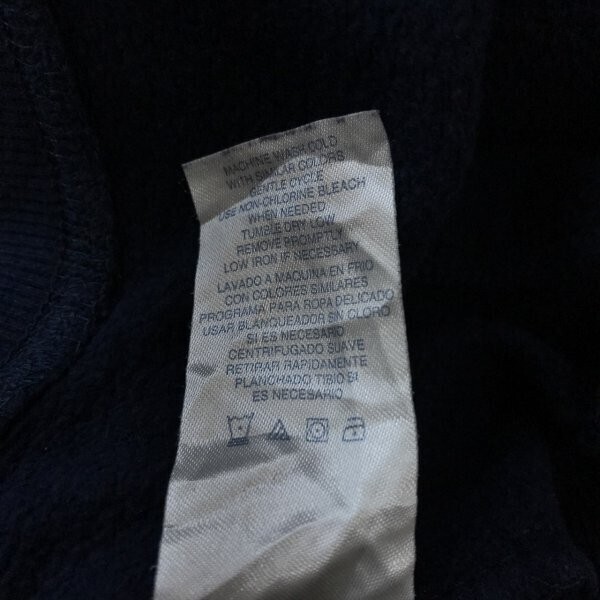 MACHINE WASH COLD
WITH SIMILAR COLORS
GENTLE CYCLE
USE NON-CHLORINE BLEACH
WHEN NEEDED
TUMBLE DRY LOW
REMOVE PROMPTLY
LOW IRON IF NECESSARY
LAVADO A MAQUINA EN FRIO
CON COLORES SIMILARES
PROGRAMA PARA ROPA DELICADO
USAR BLANQUEADOR SIN CLORO
SI ES NECESARIO
CENTRIFUGADO SUAVE
RETIRAR RAPIDAMENTE
PLANCHADO TIBIO SI
ES NECESARIO